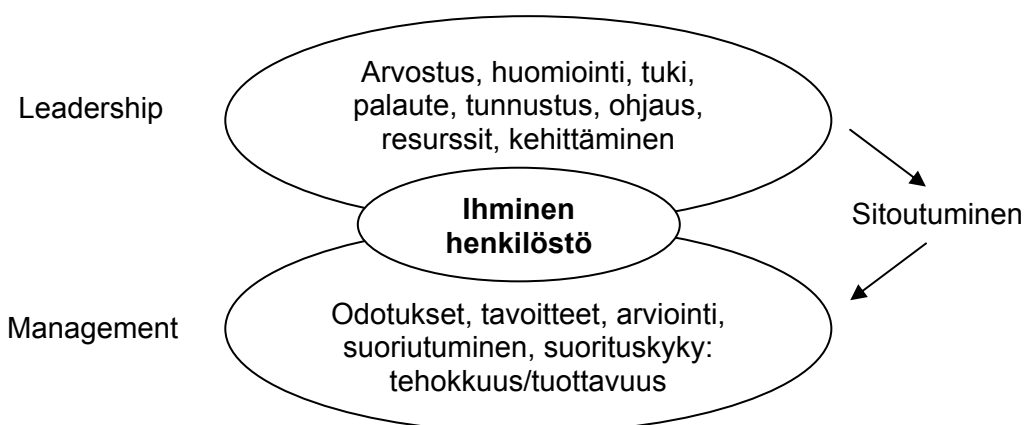 Arvostus, huomiointi, tuki,
Leadership
palaute, tunnustus, ohjaus,
resurssit, kehittäminen
Ihminen
henkilöstö
Sitoutuminen
Management
Odotukset, tavoitteet, arviointi,
suoriutuminen, suorituskyky:
tehokkuus/tuottavuus